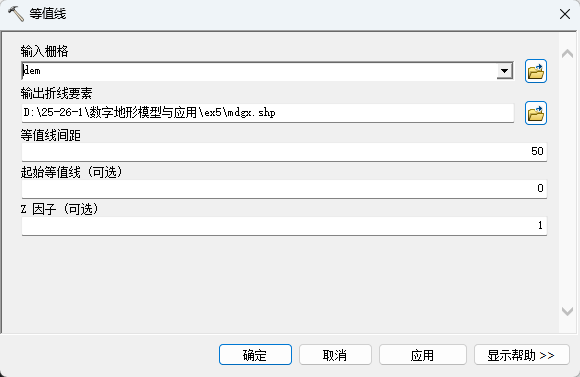 等值线
输入栅格
dem
输出折线要素
D:\25-26-1\数字地形模型与应用\ex5\mdgx.shp
等值线间距
50
起始等值线 (可选)
0
Z 因子 (可选)
1
确定 取消 应用 显示帮助 >>